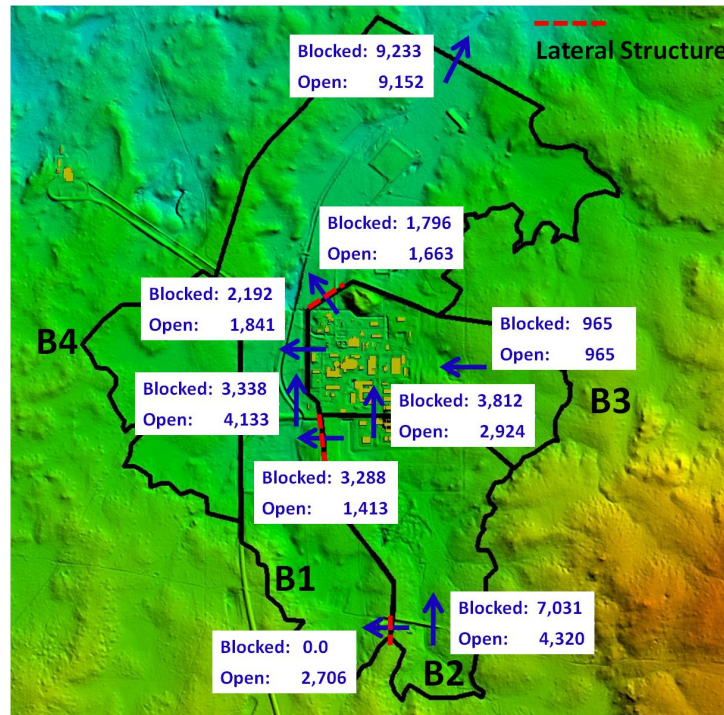 Blocked: 9,233
Open: 9,152
Lateral Structure
Blocked: 1,796
Open: 1,663
Blocked: 2,192
Open: 1,841
Blocked: 965
Open: 965
B4
B3
Blocked: 3,338
Open: 4,133
Blocked: 3,812
Open: 2,924
Blocked: 3,288
Open: 1,413
B1
Blocked: 7,031
Open: 4,320
Blocked: 0.0
Open: 2,706
B2